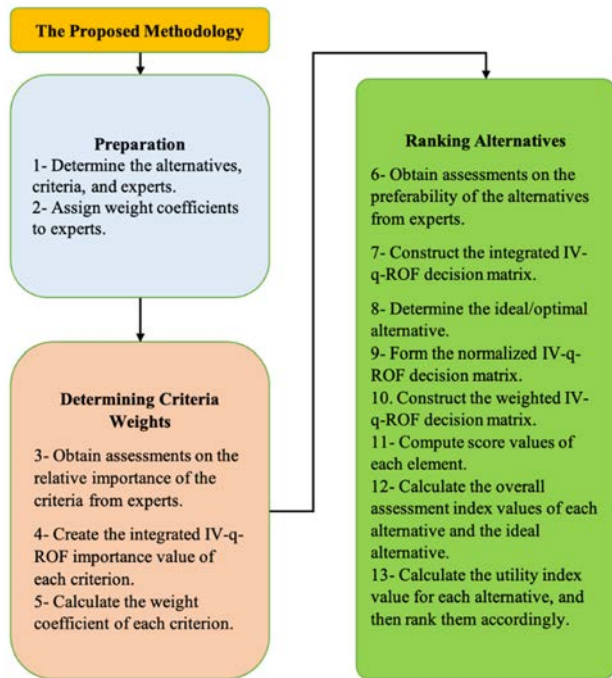 The Proposed Methodology
Preparation
1- Determine the alternatives,
criteria, and experts.
2- Assign weight coefficients
to experts.
Determining Criteria
Weights
3- Obtain assessments on the
relative importance of the
criteria from experts.
4- Create the integrated IV-q-
ROF importance value of
each criterion.
5- Calculate the weight
coefficient of each criterion.
Ranking Alternatives
6- Obtain assessments on the
preferability of the alternatives
from experts.
7- Construct the integrated IV-
q-ROF decision matrix.
8- Determine the ideal/optimal
alternative.
9- Form the normalized IV-q-
ROF decision matrix.
10. Construct the weighted IV-
q-ROF decision matrix.
11- Compute score values of
each element.
12- Calculate the overall
assessment index values of each
alternative and the ideal
alternative.
13- Calculate the utility index
value for each alternative, and
then rank them accordingly.